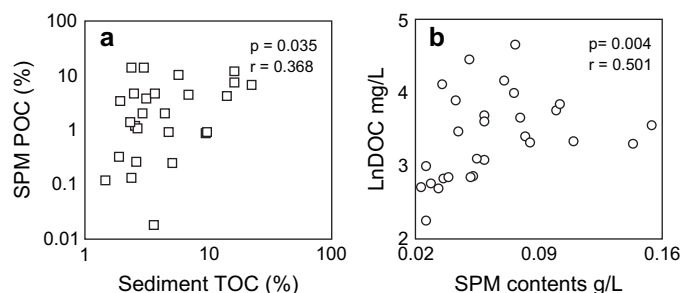 a
p = 0.035
r = 0.368
SPM POC (%)
100
10
1
0.1
0.01
1
10
100
Sediment TOC (%)
b
p= 0.004
r = 0.501
LnDOC mg/L
5
4
3
2
0.02
0.09
0.16
SPM contents g/L